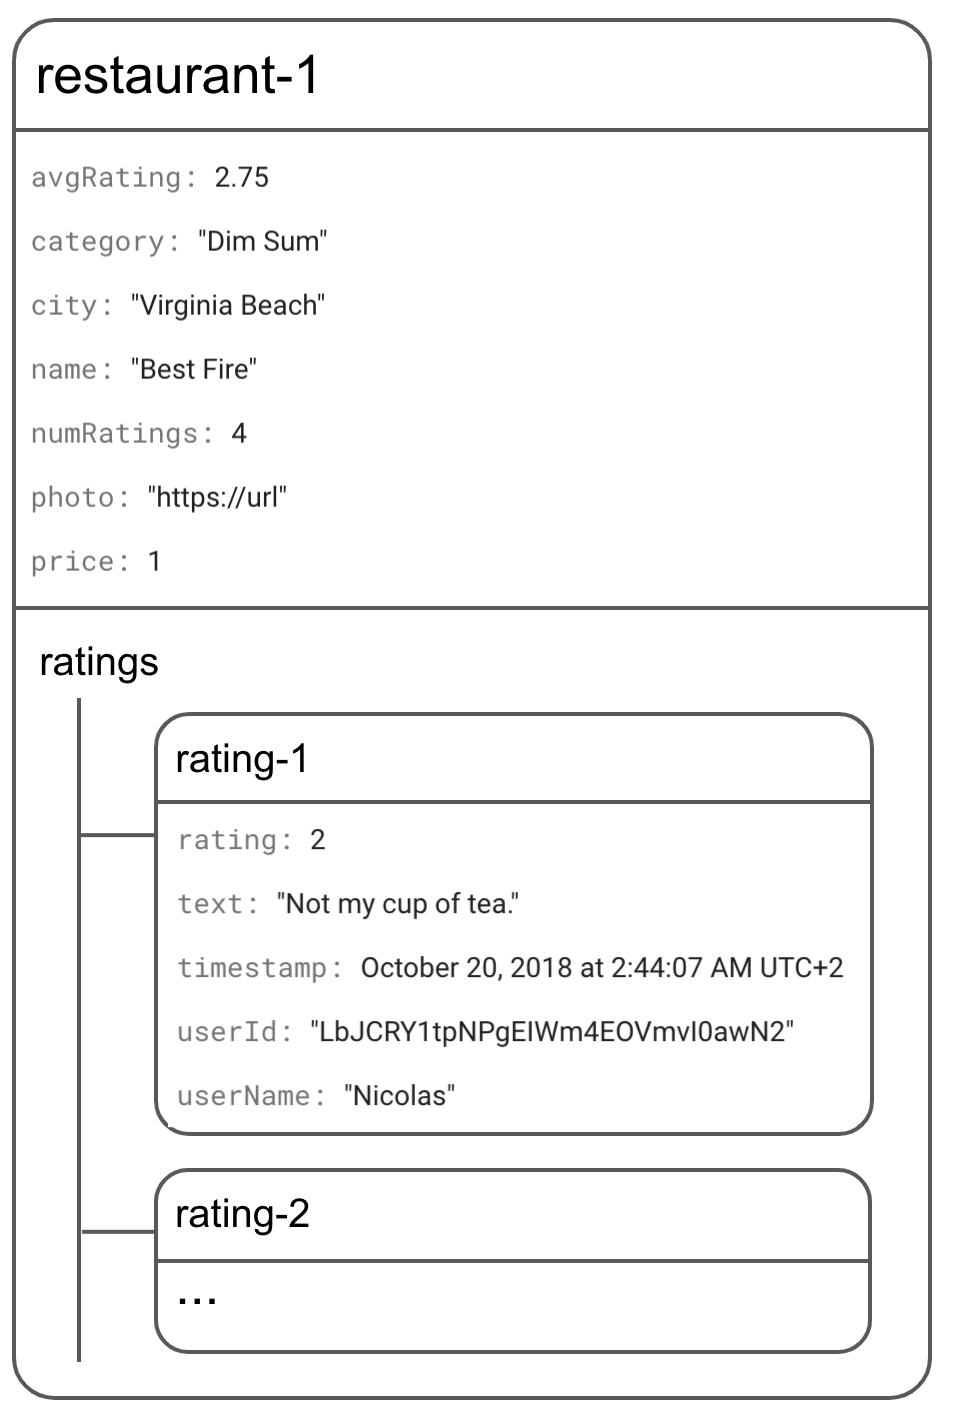 restaurant-1
avgRating: 2.75
category: "Dim Sum"
city: "Virginia Beach"
name: "Best Fire"
numRatings: 4
photo: "https://url"
price: 1
ratings
rating-1
rating: 2
text: "Not my cup of tea."
timestamp: October 20, 2018 at 2:44:07 AM UTC+2
userId: "LbJCRY1tpNPgEIWm4EOVmvI0awN2"
userName: "Nicolas"
rating-2
...